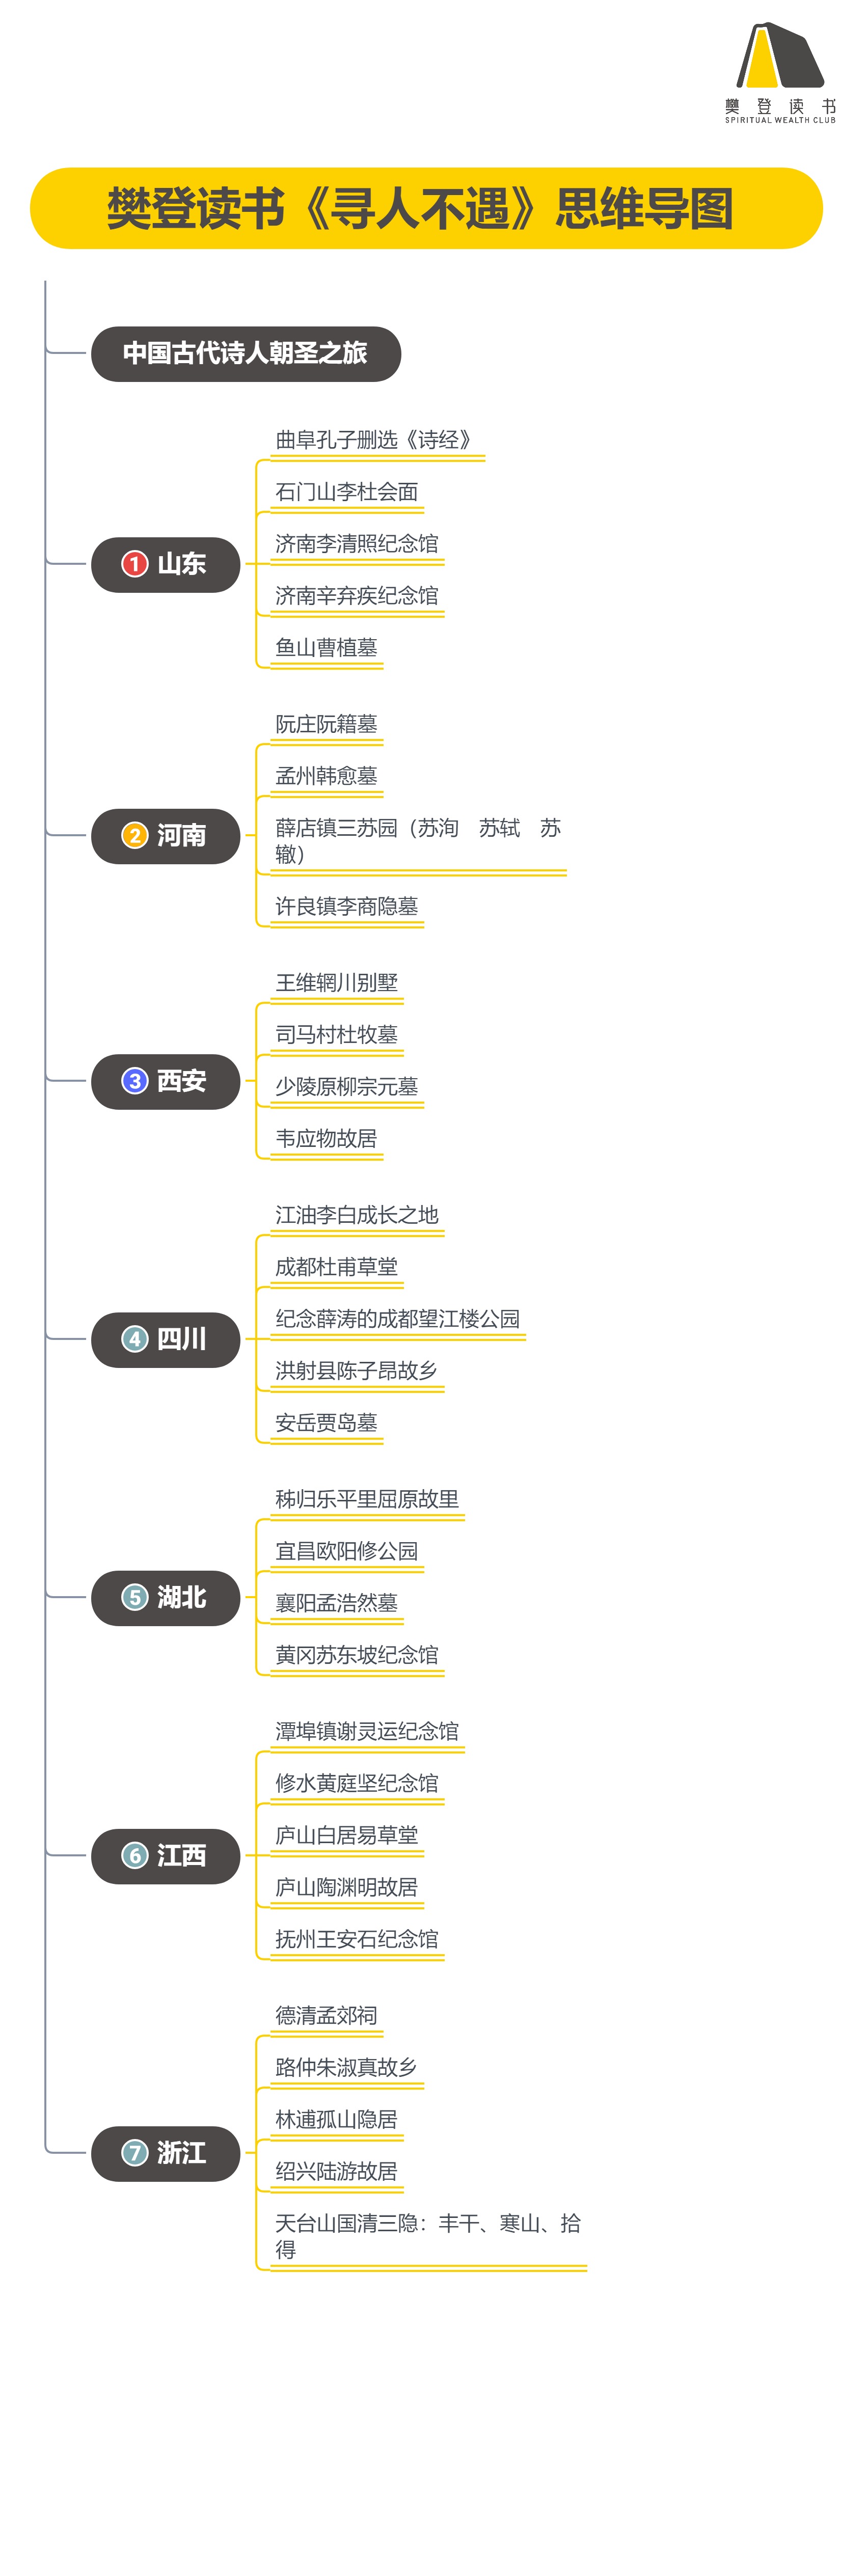 樊登读书
SPIRITUAL WEALTH CLUB
樊登读书《寻人不遇》思维导图
中国古代诗人朝圣之旅
1 山东
曲阜孔子删选《诗经》
石门山李杜会面
济南李清照纪念馆
济南辛弃疾纪念馆
鱼山曹植墓
2 河南
阮庄阮籍墓
孟州韩愈墓
薛店镇三苏园（苏洵　苏轼　苏
辙）
许良镇李商隐墓
3 西安
王维辋川别墅
司马村杜牧墓
少陵原柳宗元墓
韦应物故居
4 四川
江油李白成长之地
成都杜甫草堂
纪念薛涛的成都望江楼公园
洪射县陈子昂故乡
安岳贾岛墓
5 湖北
秭归乐平里屈原故里
宜昌欧阳修公园
襄阳孟浩然墓
黄冈苏东坡纪念馆
6 江西
潭埠镇谢灵运纪念馆
修水黄庭坚纪念馆
庐山白居易草堂
庐山陶渊明故居
抚州王安石纪念馆
7 浙江
德清孟郊祠
路仲朱淑真故乡
林逋孤山隐居
绍兴陆游故居
天台山国清三隐：丰干、寒山、拾
得